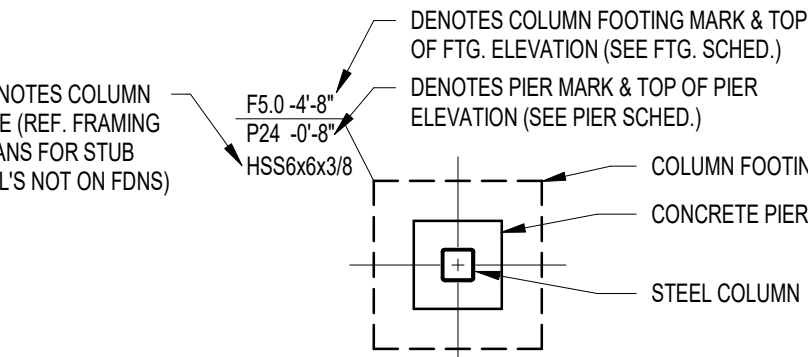 DENOTES COLUMN FOOTING MARK & TOP
OF FTG. ELEVATION (SEE FTG. SCHED.)
DENOTES PIER MARK & TOP OF PIER
ELEVATION (SEE PIER SCHED.)
NOTES COLUMN
E (REF. FRAMING
ANS FOR STUB
L'S NOT ON FDNS)
F5.0 -4'-8"
P24 -0'-8"
HSS6x6x3/8
COLUMN FOOTIN
CONCRETE PIER
STEEL COLUMN